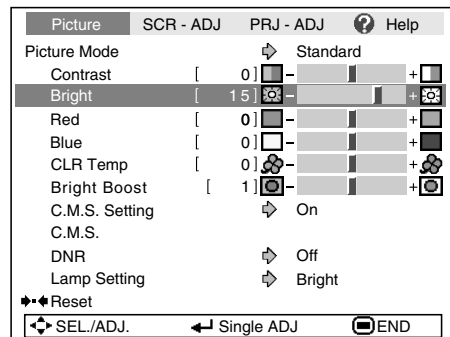 Picture SCR - ADJ PRJ - ADJ ? Help
Picture Mode Standard
Contrast [ 0 ] - +
Bright [ 15 ] - +
Red [ 0 ] - +
Blue [ 0 ] - +
CLR Temp [ 0 ] - +
Bright Boost [ 1 ] - +
C.M.S. Setting On
C.M.S.
DNR Off
Lamp Setting Bright
Reset
SEL./ADJ. Single ADJ END